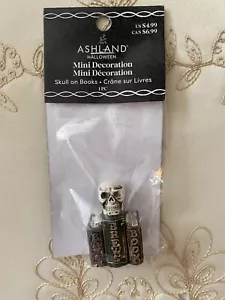 US $4.99
CAN $6.99
ASHLAND®
HALLOWEEN
Mini Decoration
Mini Décoration
Skull on Books • Crâne sur Livres
1PC
BOOK